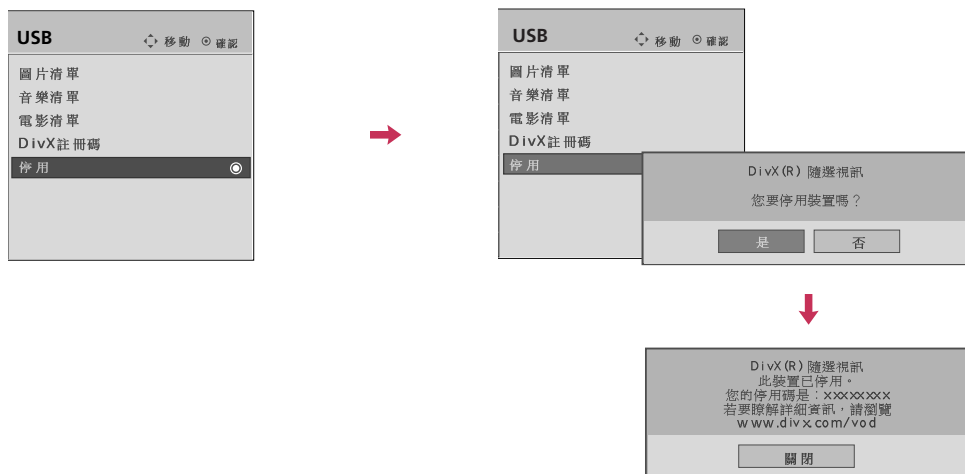 USB 移動 確認
圖片清單
音樂清單
電影清單
DivX註冊碼
停用
USB 移動 確認
圖片清單
音樂清單
電影清單
DivX註冊碼
停用
DivX(R) 隨選視訊
您要停用裝置嗎？
是 否
DivX(R) 隨選視訊
此裝置已停用。
您的停用碼是：xxxxxxxx
若要瞭解詳細資訊，請瀏覽
www.divx.com/vod
關閉